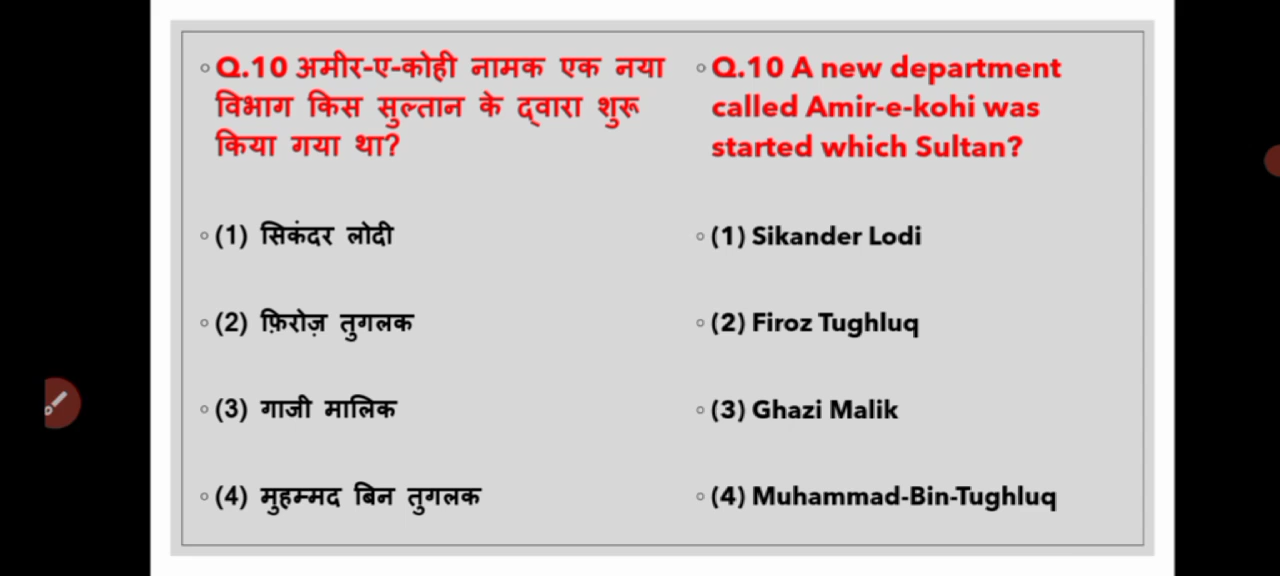 Q.10 अमीर-ए-कोही नामक एक नया
विभाग किस सुल्तान के द्वारा शुरू
किया गया था?
(1) सिकंदर लोदी
(2) फ़िरोज़ तुगलक
(3) गाजी मालिक
(4) मुहम्मद बिन तुगलक
Q.10 A new department
called Amir-e-kohi was
started which Sultan?
(1) Sikander Lodi
(2) Firoz Tughluq
(3) Ghazi Malik
(4) Muhammad-Bin-Tughluq